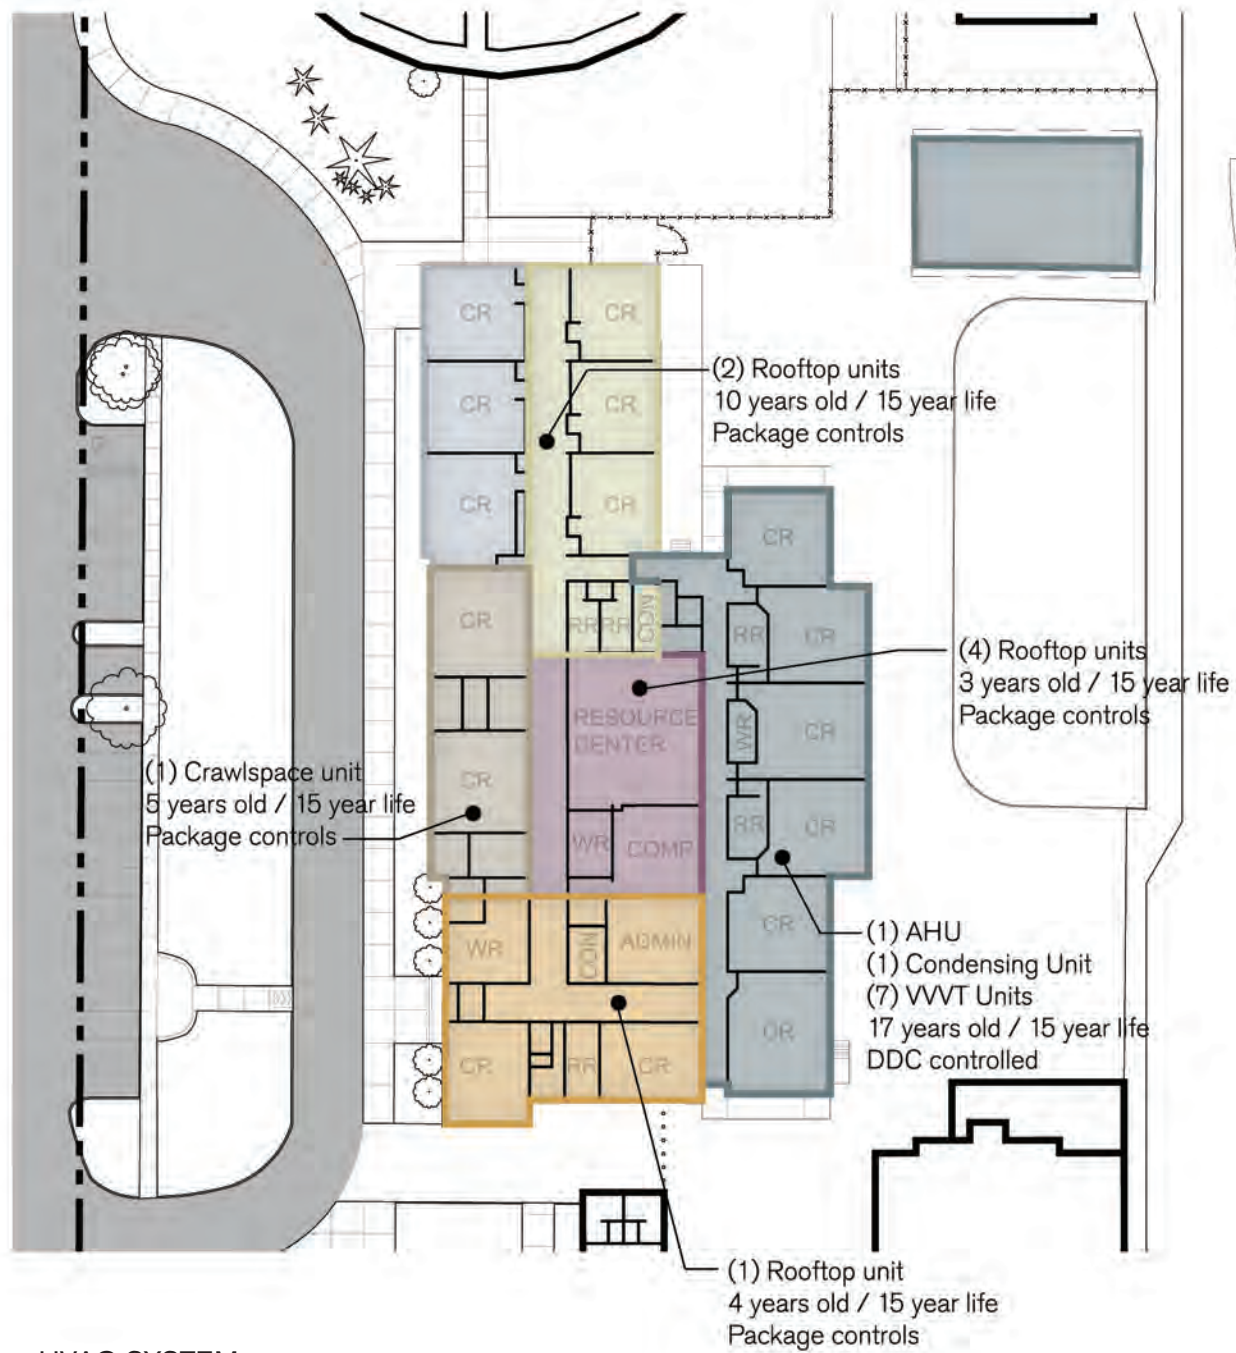 CR
CR
CR
CR
CR
CR
(2) Rooftop units
10 years old / 15 year life
Package controls
CR
CR
RR
RR
CON
RR
CR
(4) Rooftop units
3 years old / 15 year life
Package controls
RESOURCE
CENTER
WR
CR
(1) Crawlspace unit
5 years old / 15 year life
Package controls
CR
WR
COMP
RR
CR
(1) AHU
(1) Condensing Unit
(7) VVVT Units
17 years old / 15 year life
DDC controlled
WR
CON
ADMIN
CR
CR
RR
CR
CR
(1) Rooftop unit
4 years old / 15 year life
Package controls
HVAC SYSTEM